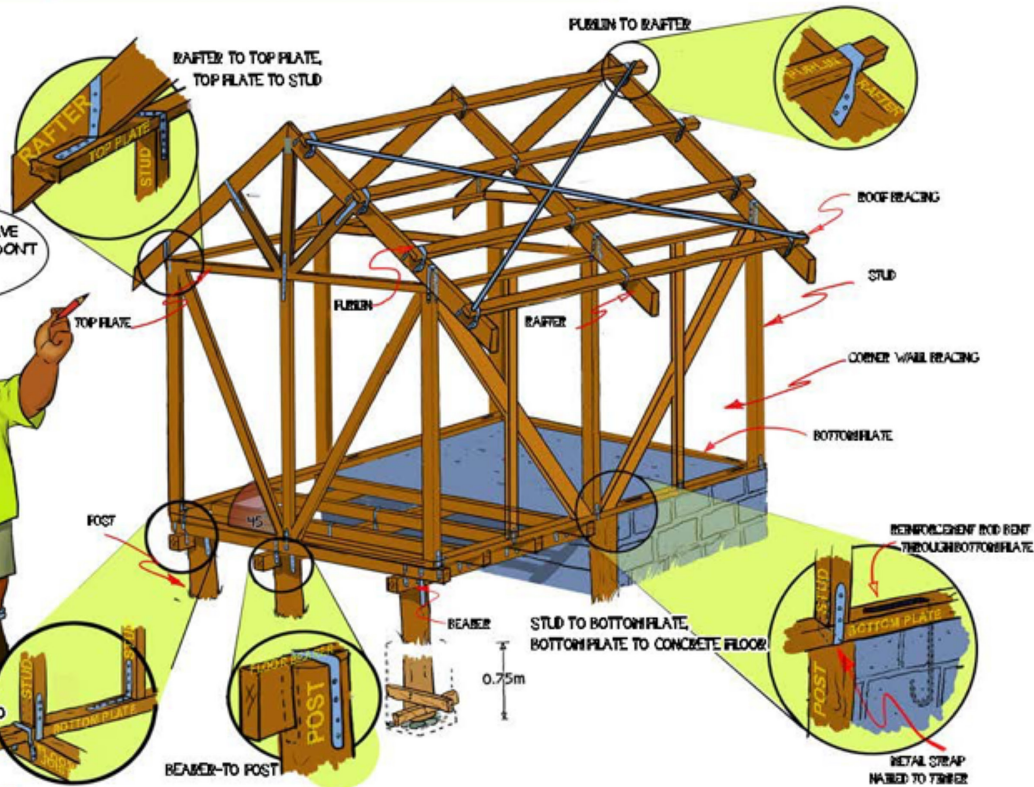 PURLIN TO RAFTER
RAFTER TO TOP PLATE,
TOP PLATE TO STUD
RAFTER
TOP PLATE
STUD
PURLIN
RAFTER
DON'T
ROOF BRACING
STUD
TOP PLATE
PURLIN
RAFTER
CORNER WALL BRACING
BOTTOM PLATE
POST
45
REINFORCEMENT ROD BENT
THROUGH BOTTOM PLATE
BEARER
STUD TO BOTTOM PLATE,
BOTTOM PLATE TO CONCRETE FLOOR
0.75m
STUD
BOTTOM PLATE
POST
STUD
STUD
BOTTOM PLATE
FLOOR JOIST
FLOOR BEARER
POST
BEARER-TO POST
METAL STRAP
NAILED TO TIMBER